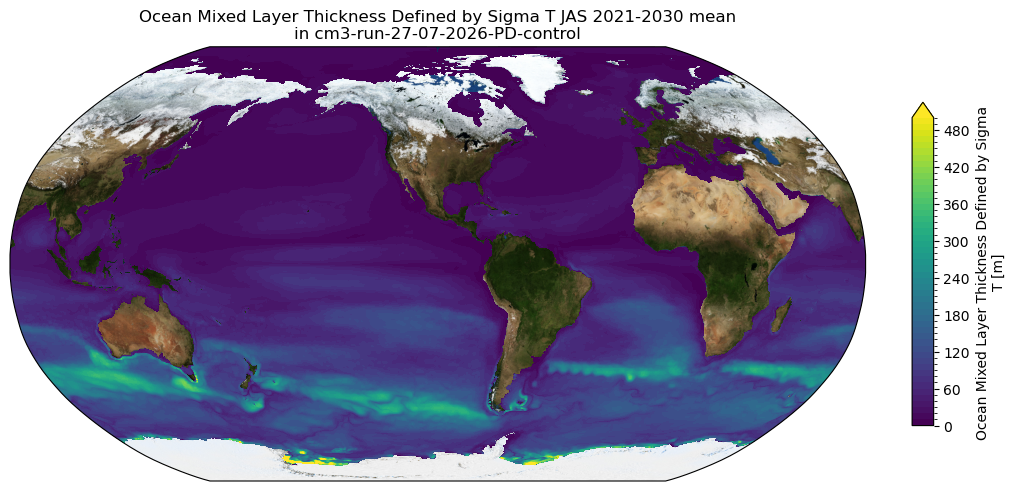 Ocean Mixed Layer Thickness Defined by Sigma T JAS 2021-2030 mean
in cm3-run-27-07-2026-PD-control
480
420
360
300
240
180
120
60
0
Ocean Mixed Layer Thickness Defined by Sigma
T [m]